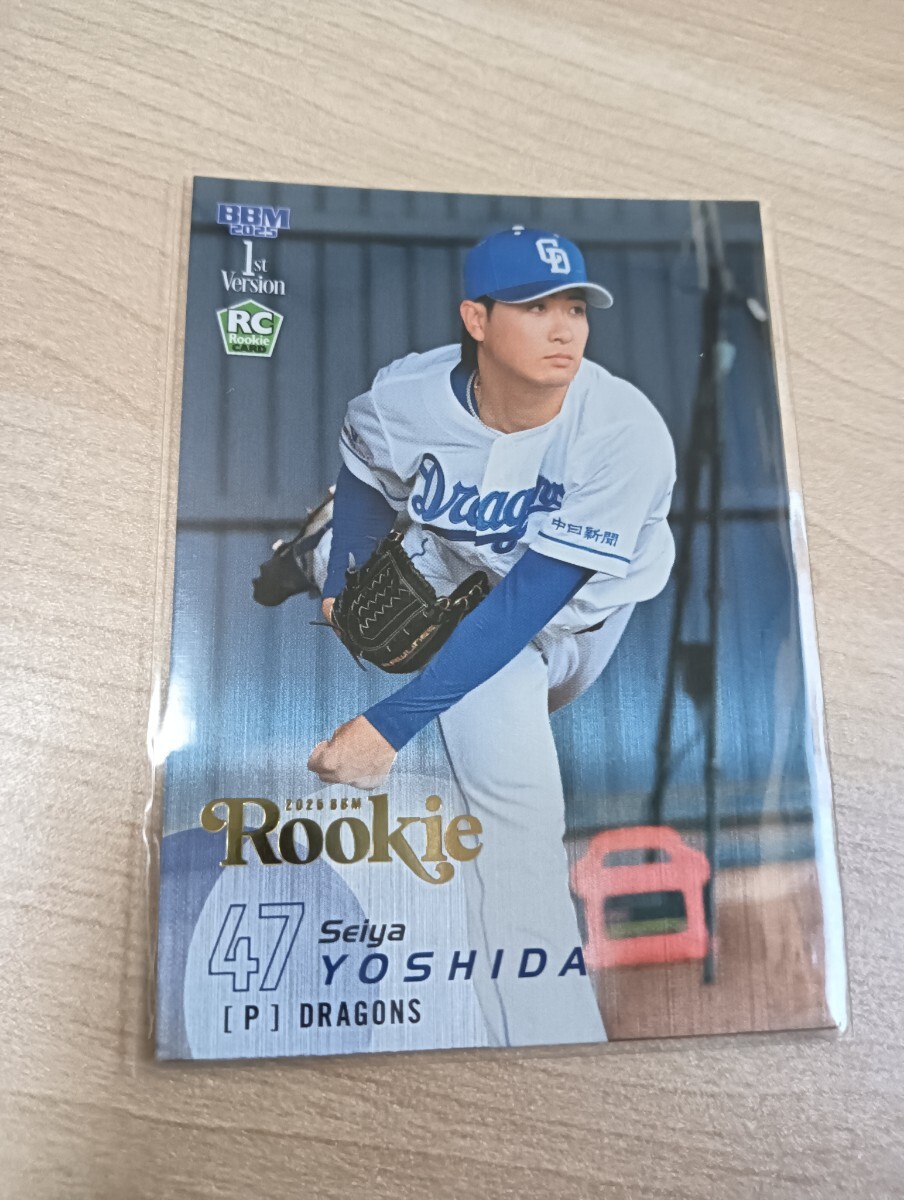 BBM
2025
1st
Version
RC
Rookie
CARD
CD
Dragons
中日新聞
RAWLINGS
2025 BBM
Rookie
47 Seiya
YOSHIDA
[P] DRAGONS